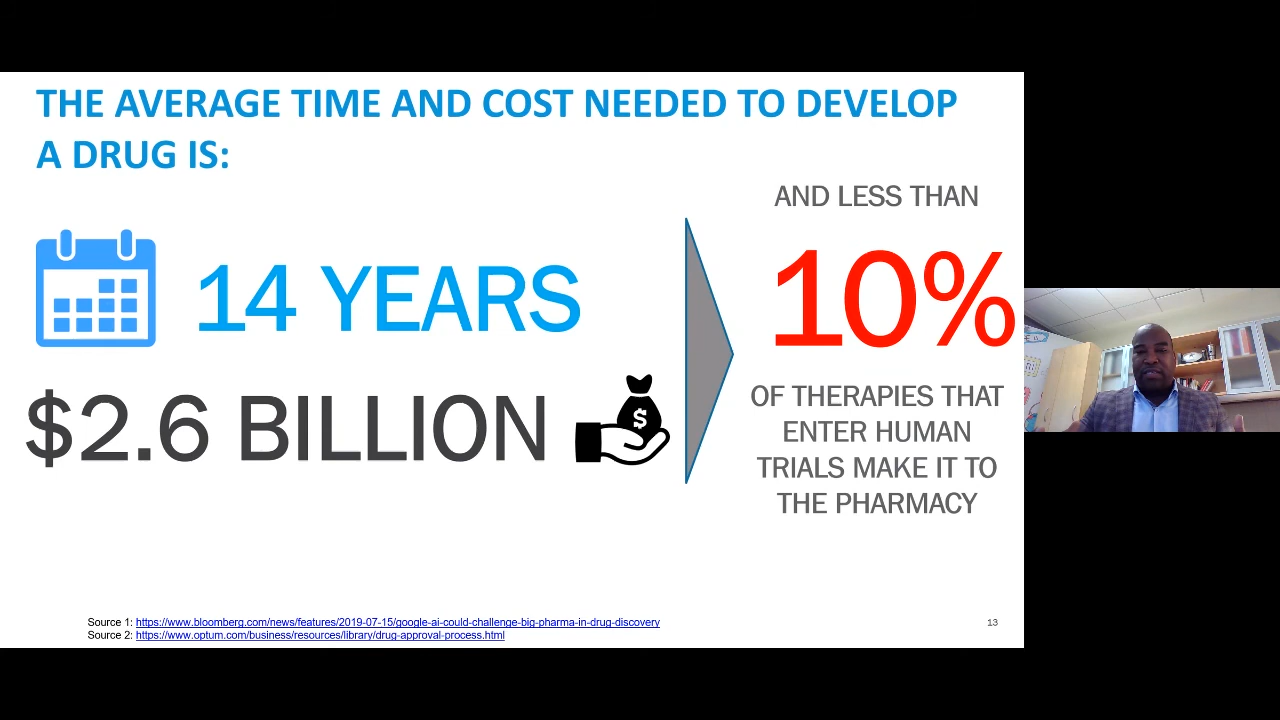 THE AVERAGE TIME AND COST NEEDED TO DEVELOP
A DRUG IS:
14 YEARS
$2.6 BILLION
$
AND LESS THAN
10%
OF THERAPIES THAT
ENTER HUMAN
TRIALS MAKE IT TO
THE PHARMACY
Source 1: https://www.bloomberg.com/news/features/2019-07-15/google-ai-could-challenge-big-pharma-in-drug-discovery
Source 2: https://www.optum.com/business/resources/library/drug-approval-process.html
13